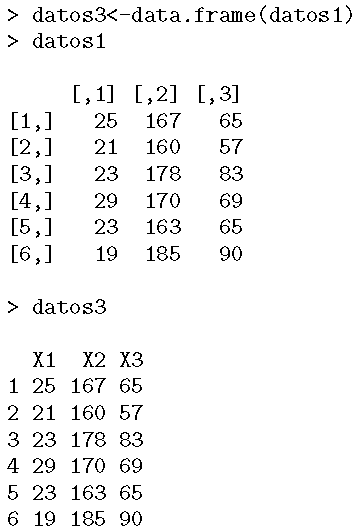 > datos3<-data.frame(datos1)
> datos1
[,1] [,2] [,3]
[1,] 25 167 65
[2,] 21 160 57
[3,] 23 178 83
[4,] 29 170 69
[5,] 23 163 65
[6,] 19 185 90
> datos3
X1 X2 X3
1 25 167 65
2 21 160 57
3 23 178 83
4 29 170 69
5 23 163 65
6 19 185 90